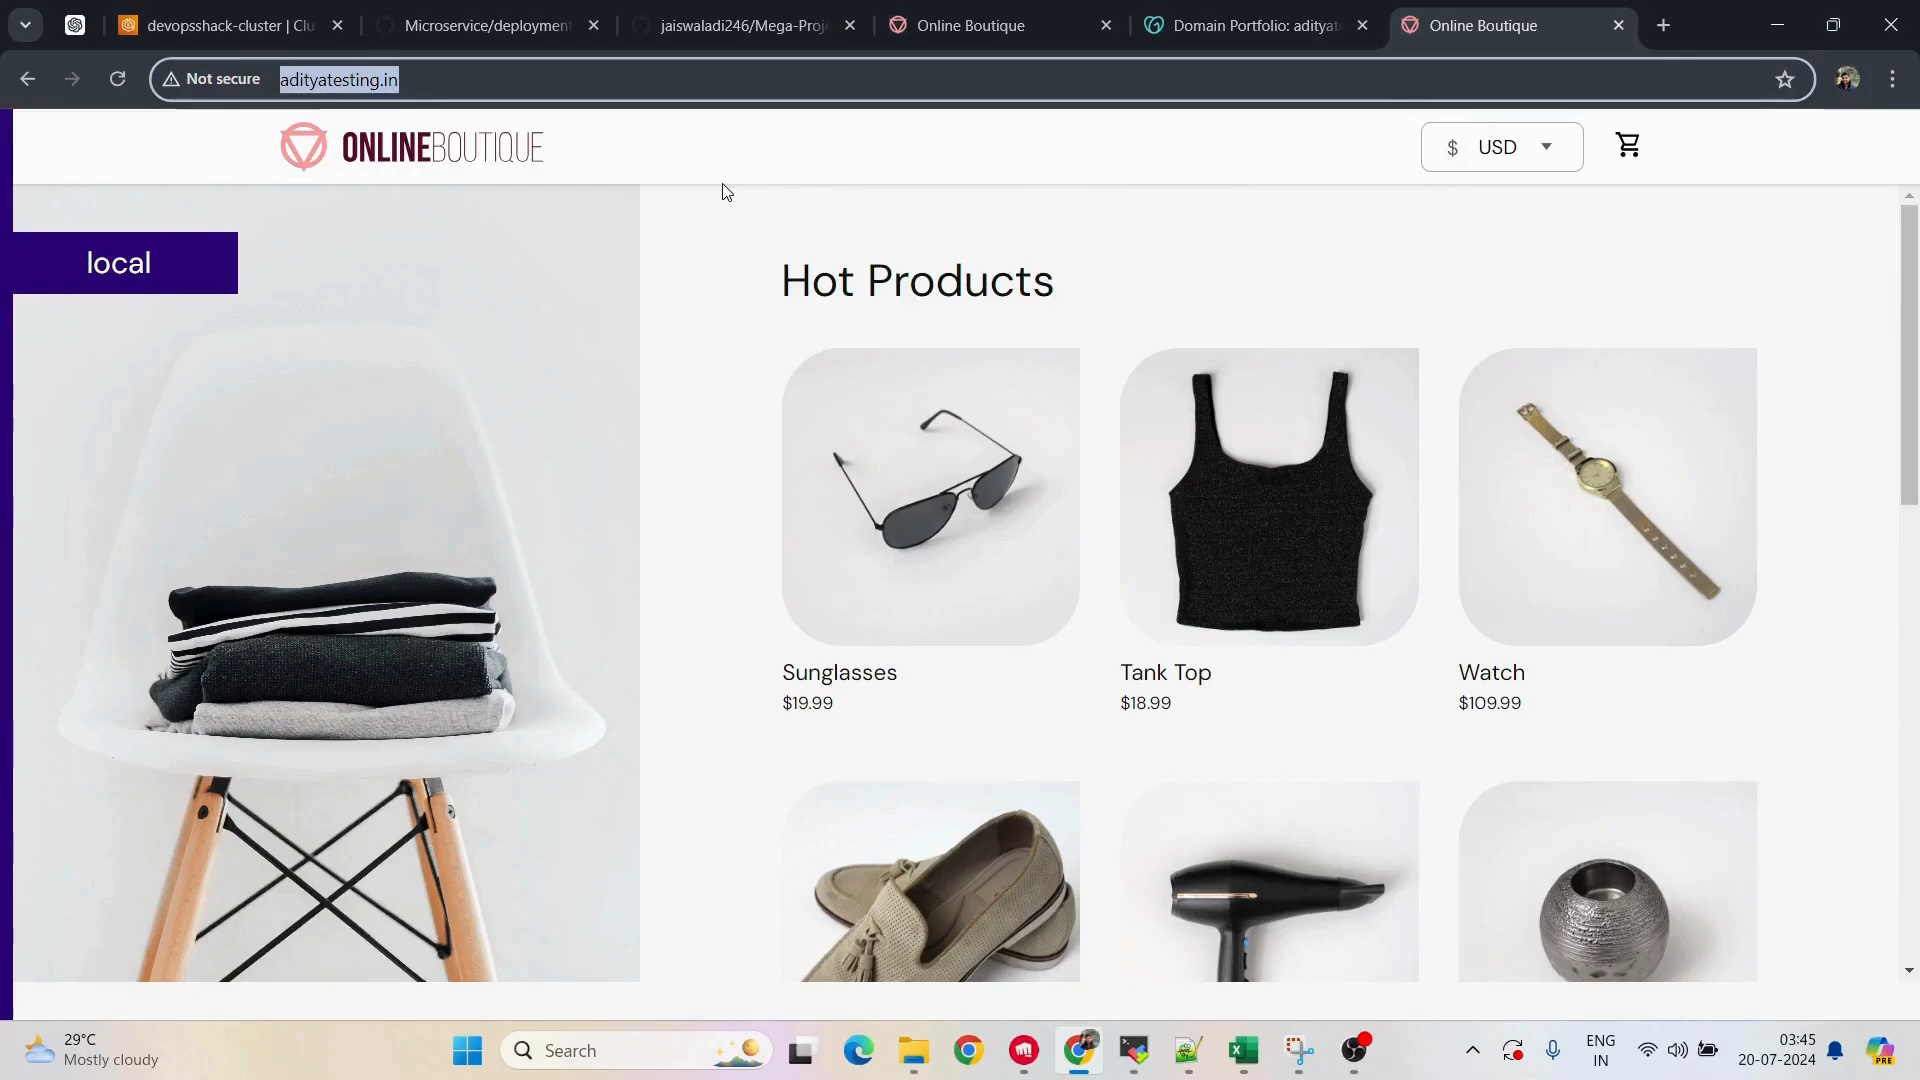 devopsshack-cluster | Clu
Microservice/deployment
jaiswaladi246/Mega-Proje
Online Boutique
Domain Portfolio: adityat
Online Boutique
Not secure
adityatesting.in
ONLINEBOUTIQUE
$ USD
local
Hot Products
Sunglasses
$19.99
Tank Top
$18.99
Watch
$109.99
29°C
Mostly cloudy
Search
ENG
IN
03:45
20-07-2024
PRE